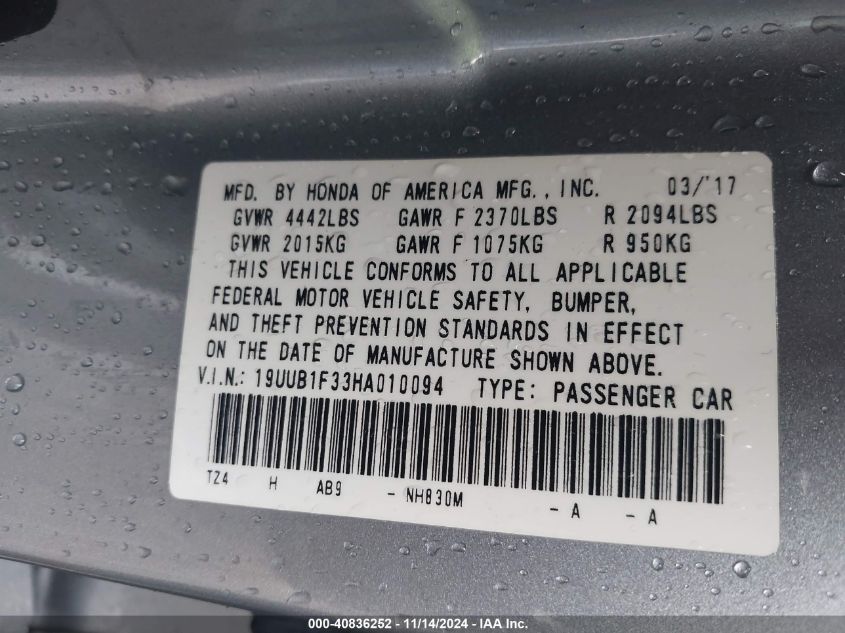 MFD. BY HONDA OF AMERICA MFG., INC. 03/'17
GVWR 4442LBS GAWR F 2370LBS R 2094LBS
GVWR 2015KG GAWR F 1075KG R 950KG
THIS VEHICLE CONFORMS TO ALL APPLICABLE
FEDERAL MOTOR VEHICLE SAFETY, BUMPER,
AND THEFT PREVENTION STANDARDS IN EFFECT
ON THE DATE OF MANUFACTURE SHOWN ABOVE.
V.I.N.: 19UUB1F33HA010094 TYPE: PASSENGER CAR
TZ4 H AB9 - NH830M - A - A
000-40836252 - 11/14/2024 - IAA Inc.